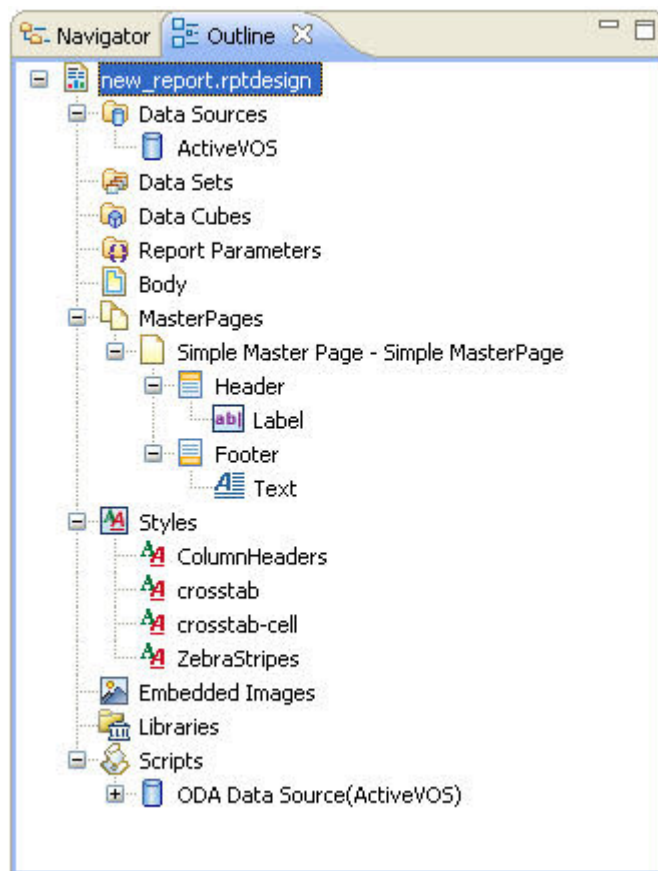 Navigator Outline
new_report.rptdesign
Data Sources
ActiveVOS
Data Sets
Data Cubes
Report Parameters
Body
MasterPages
Simple Master Page - Simple MasterPage
Header
ab Label
Footer
A Text
Styles
ColumnHeaders
crosstab
crosstab-cell
ZebraStripes
Embedded Images
Libraries
Scripts
ODA Data Source(ActiveVOS)